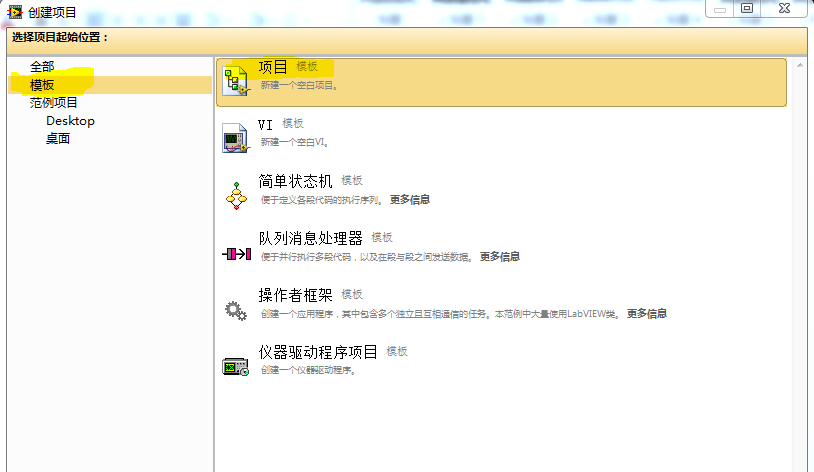 创建项目
选择项目起始位置：
全部
模板
范例项目
Desktop
桌面
项目 模板
新建一个空白项目。
VI 模板
新建一个空白VI。
简单状态机 模板
便于定义各段代码的执行序列。 更多信息
队列消息处理器 模板
便于并行执行多段代码，以及在段与段之间发送数据。 更多信息
操作者框架 模板
创建一个应用程序，其中包含多个独立且互相通信的任务。本范例中大量使用LabVIEW类。 更多信息
仪器驱动程序项目 模板
创建一个仪器驱动程序。